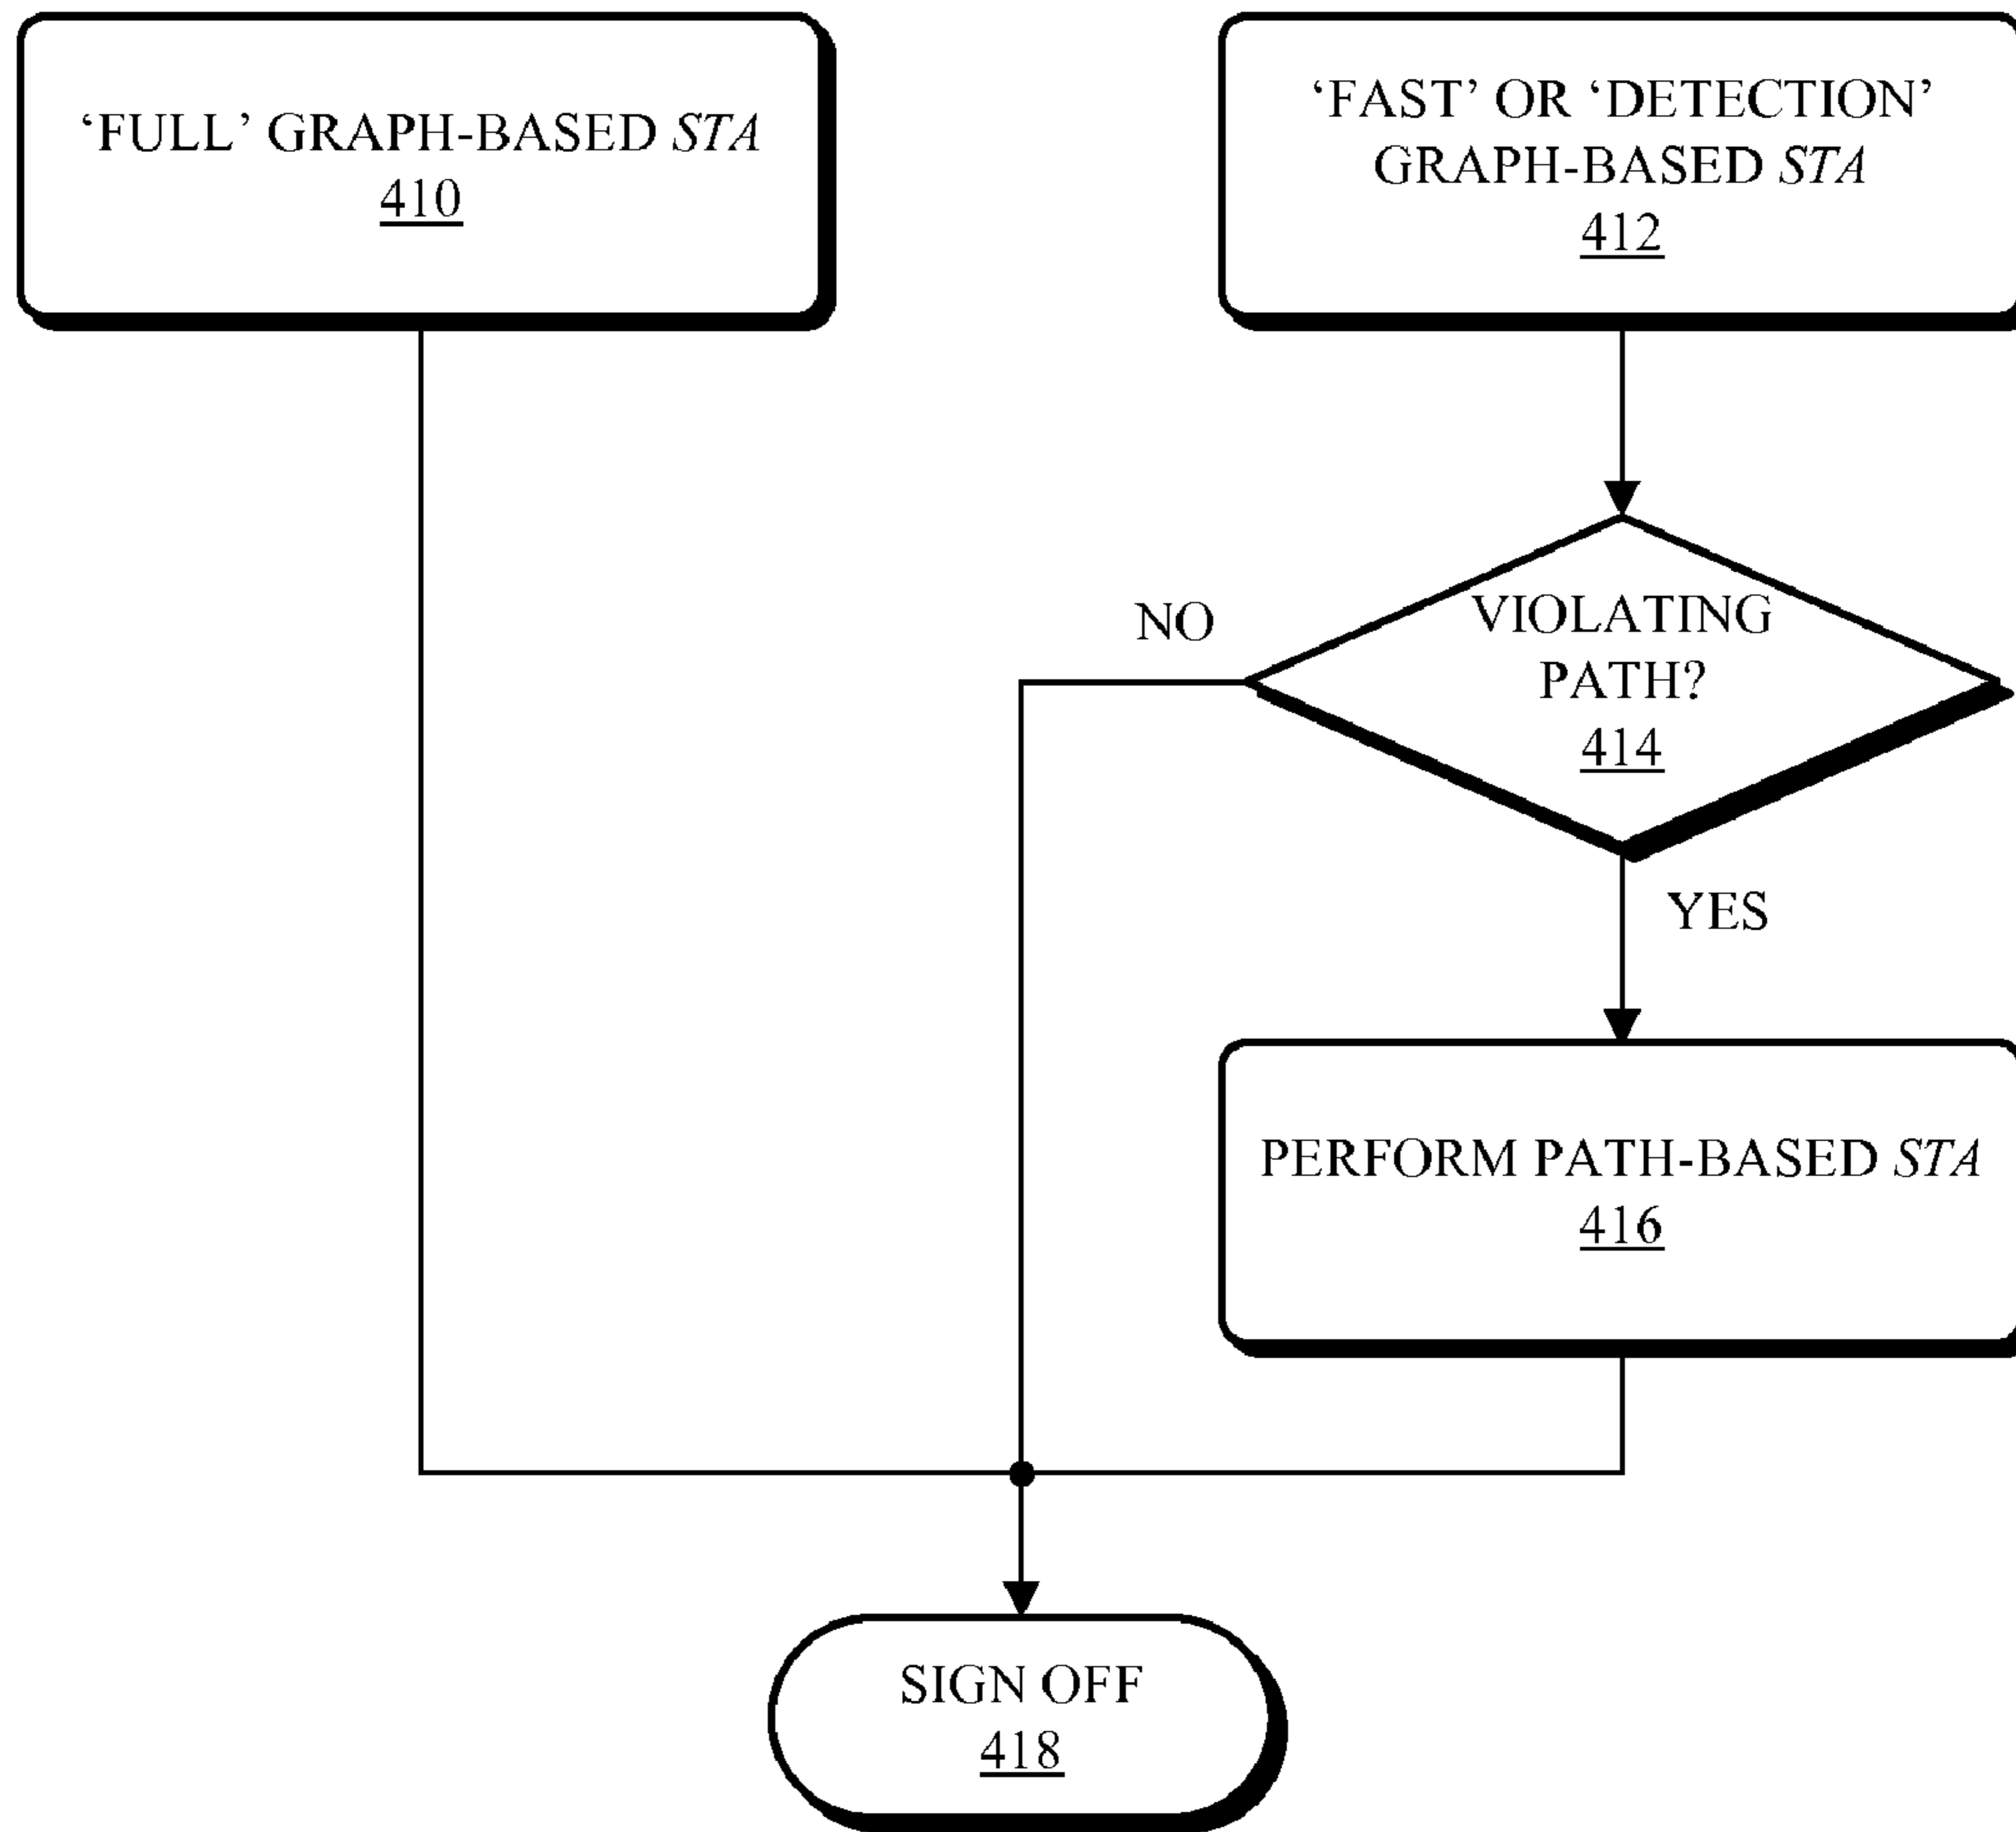 ‘FULL’ GRAPH-BASED STA
410
‘FAST’ OR ‘DETECTION’
GRAPH-BASED STA
412
NO
VIOLATING
PATH?
414
YES
PERFORM PATH-BASED STA
416
SIGN OFF
418